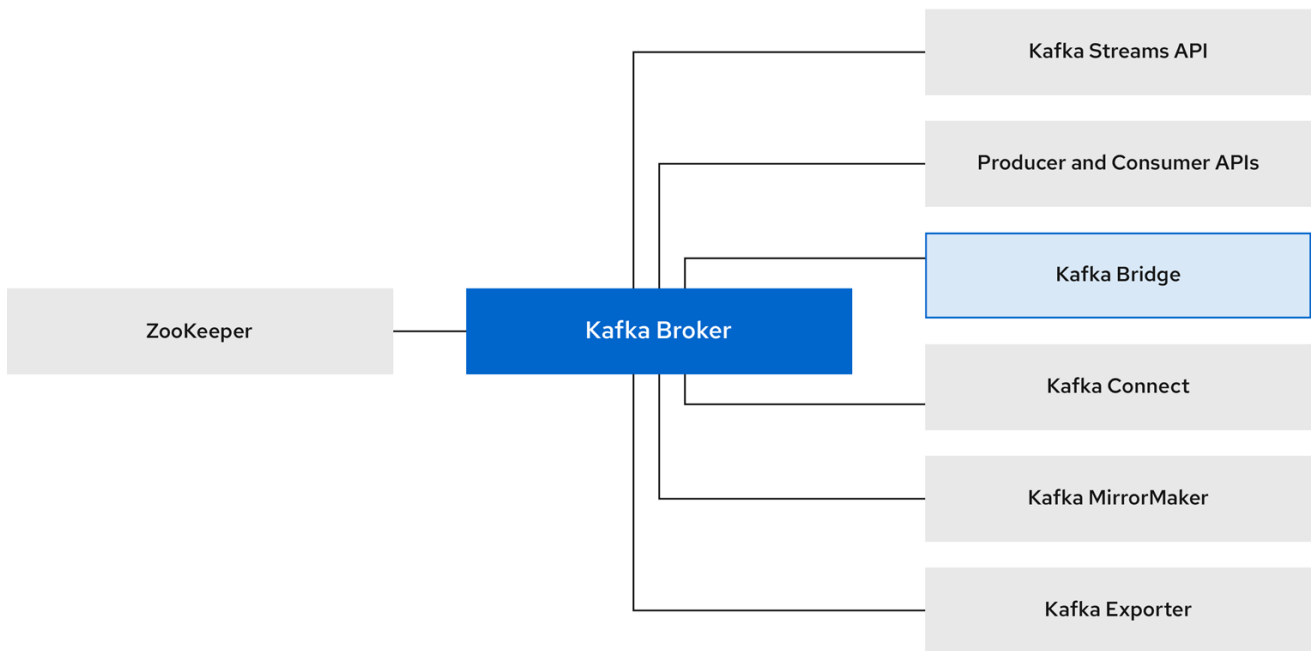 Kafka Streams API
Producer and Consumer APIs
Kafka Bridge
ZooKeeper
Kafka Broker
Kafka Connect
Kafka MirrorMaker
Kafka Exporter